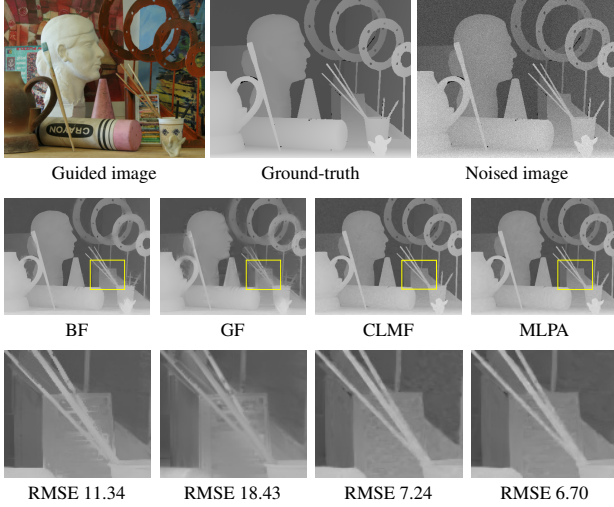 CRAYON
Guided image
Ground-truth
Noised image
BF
GF
CLMF
MLPA
RMSE 11.34
RMSE 18.43
RMSE 7.24
RMSE 6.70